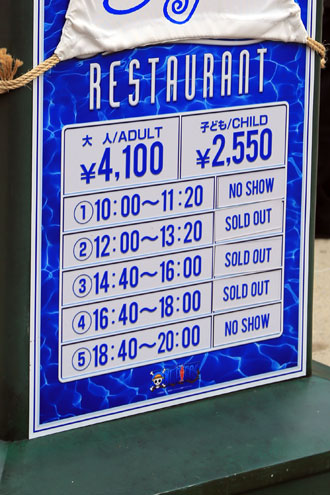 RESTAURANT
大 人/ADULT
¥4,100
子ども/CHILD
¥2,550
①10:00～11:20 NO SHOW
②12:00～13:20 SOLD OUT
③14:40～16:00 SOLD OUT
④16:40～18:00 SOLD OUT
⑤18:40～20:00 NO SHOW